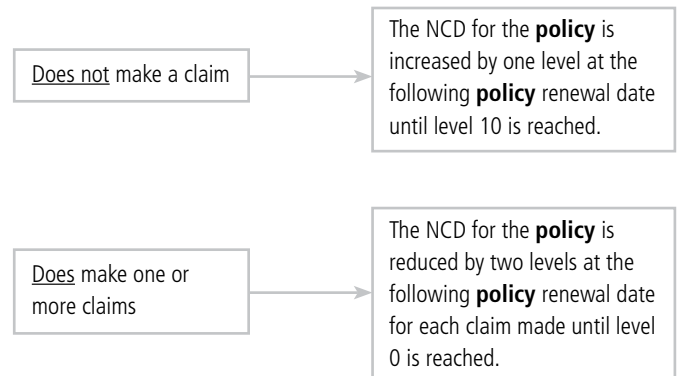 Does not make a claim
The NCD for the policy is
increased by one level at the
following policy renewal date
until level 10 is reached.
Does make one or
more claims
The NCD for the policy is
reduced by two levels at the
following policy renewal date
for each claim made until level
0 is reached.